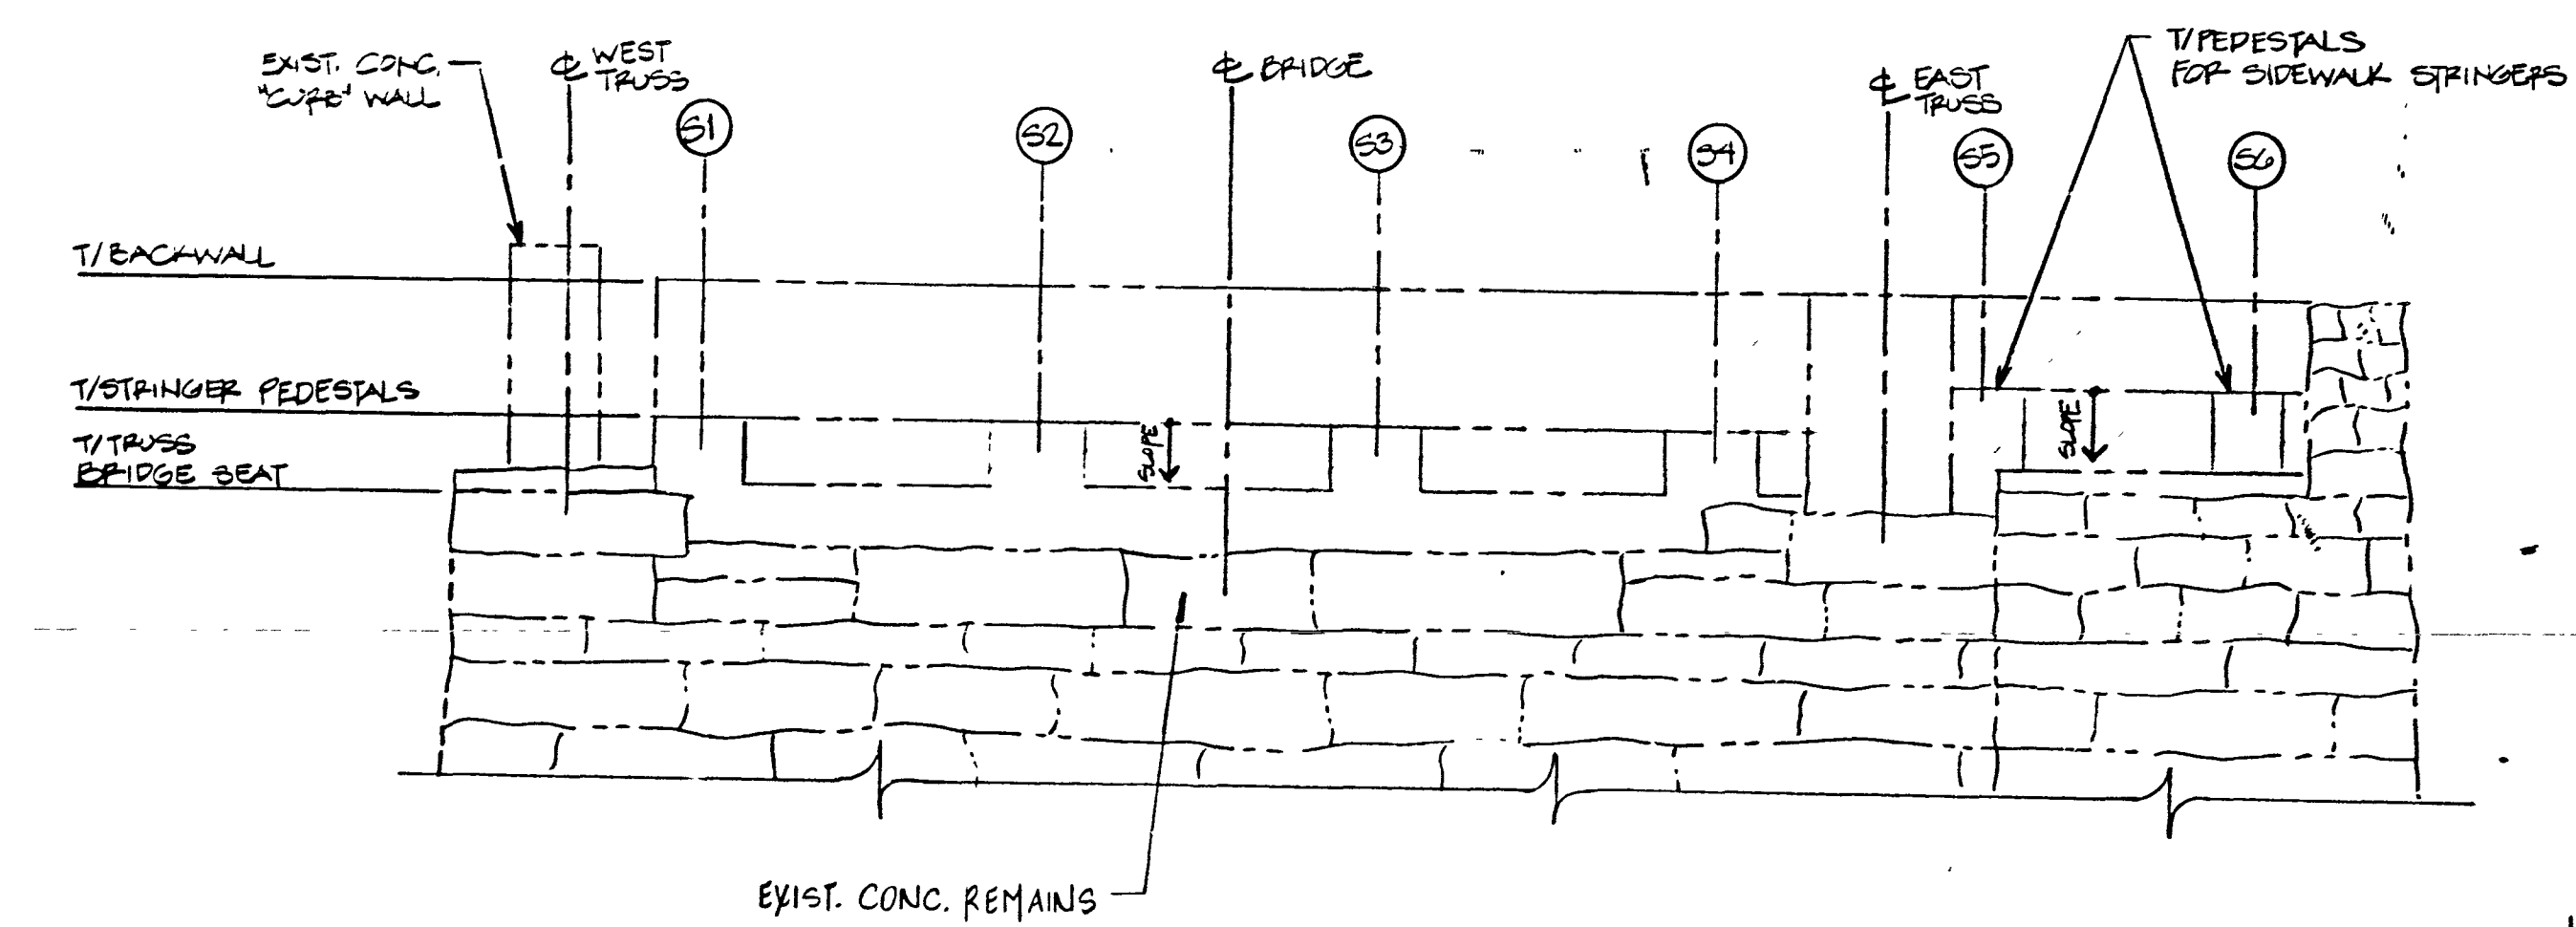 EXIST. CONC.
"CURB" WALL
℄ WEST
TRUSS
℄ BRIDGE
℄ EAST
TRUSS
T/PEDESTALS
FOR SIDEWALK STRINGERS
S1
S2
S3
S4
S5
S6
T/BACKWALL
T/STRINGER PEDESTALS
T/TRUSS
BRIDGE SEAT
SLOPE
SLOPE
EXIST. CONC. REMAINS